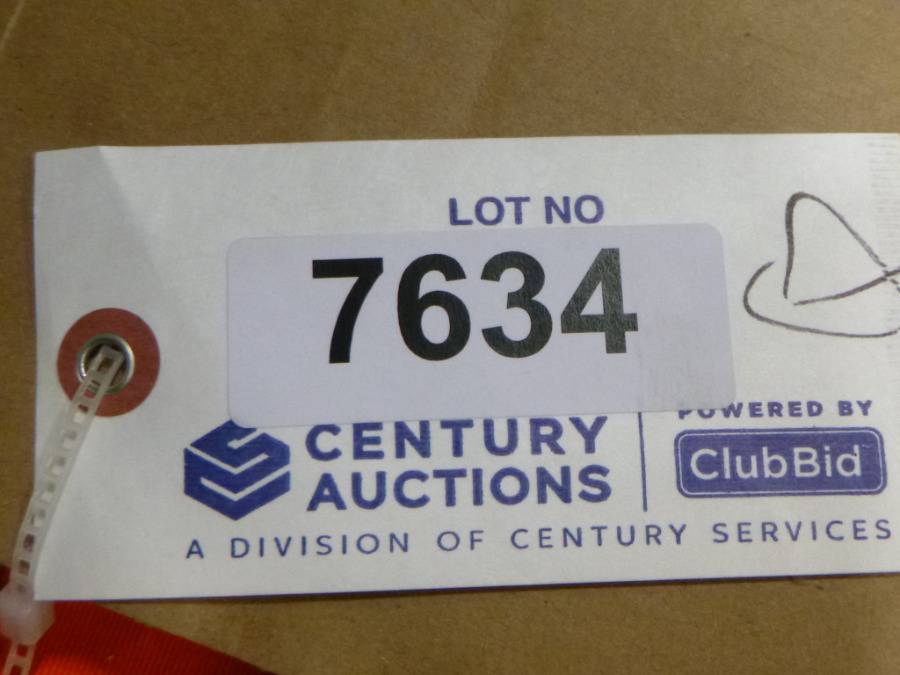 LOT NO
7634
CENTURY
AUCTIONS
POWERED BY
ClubBid
A DIVISION OF CENTURY SERVICES